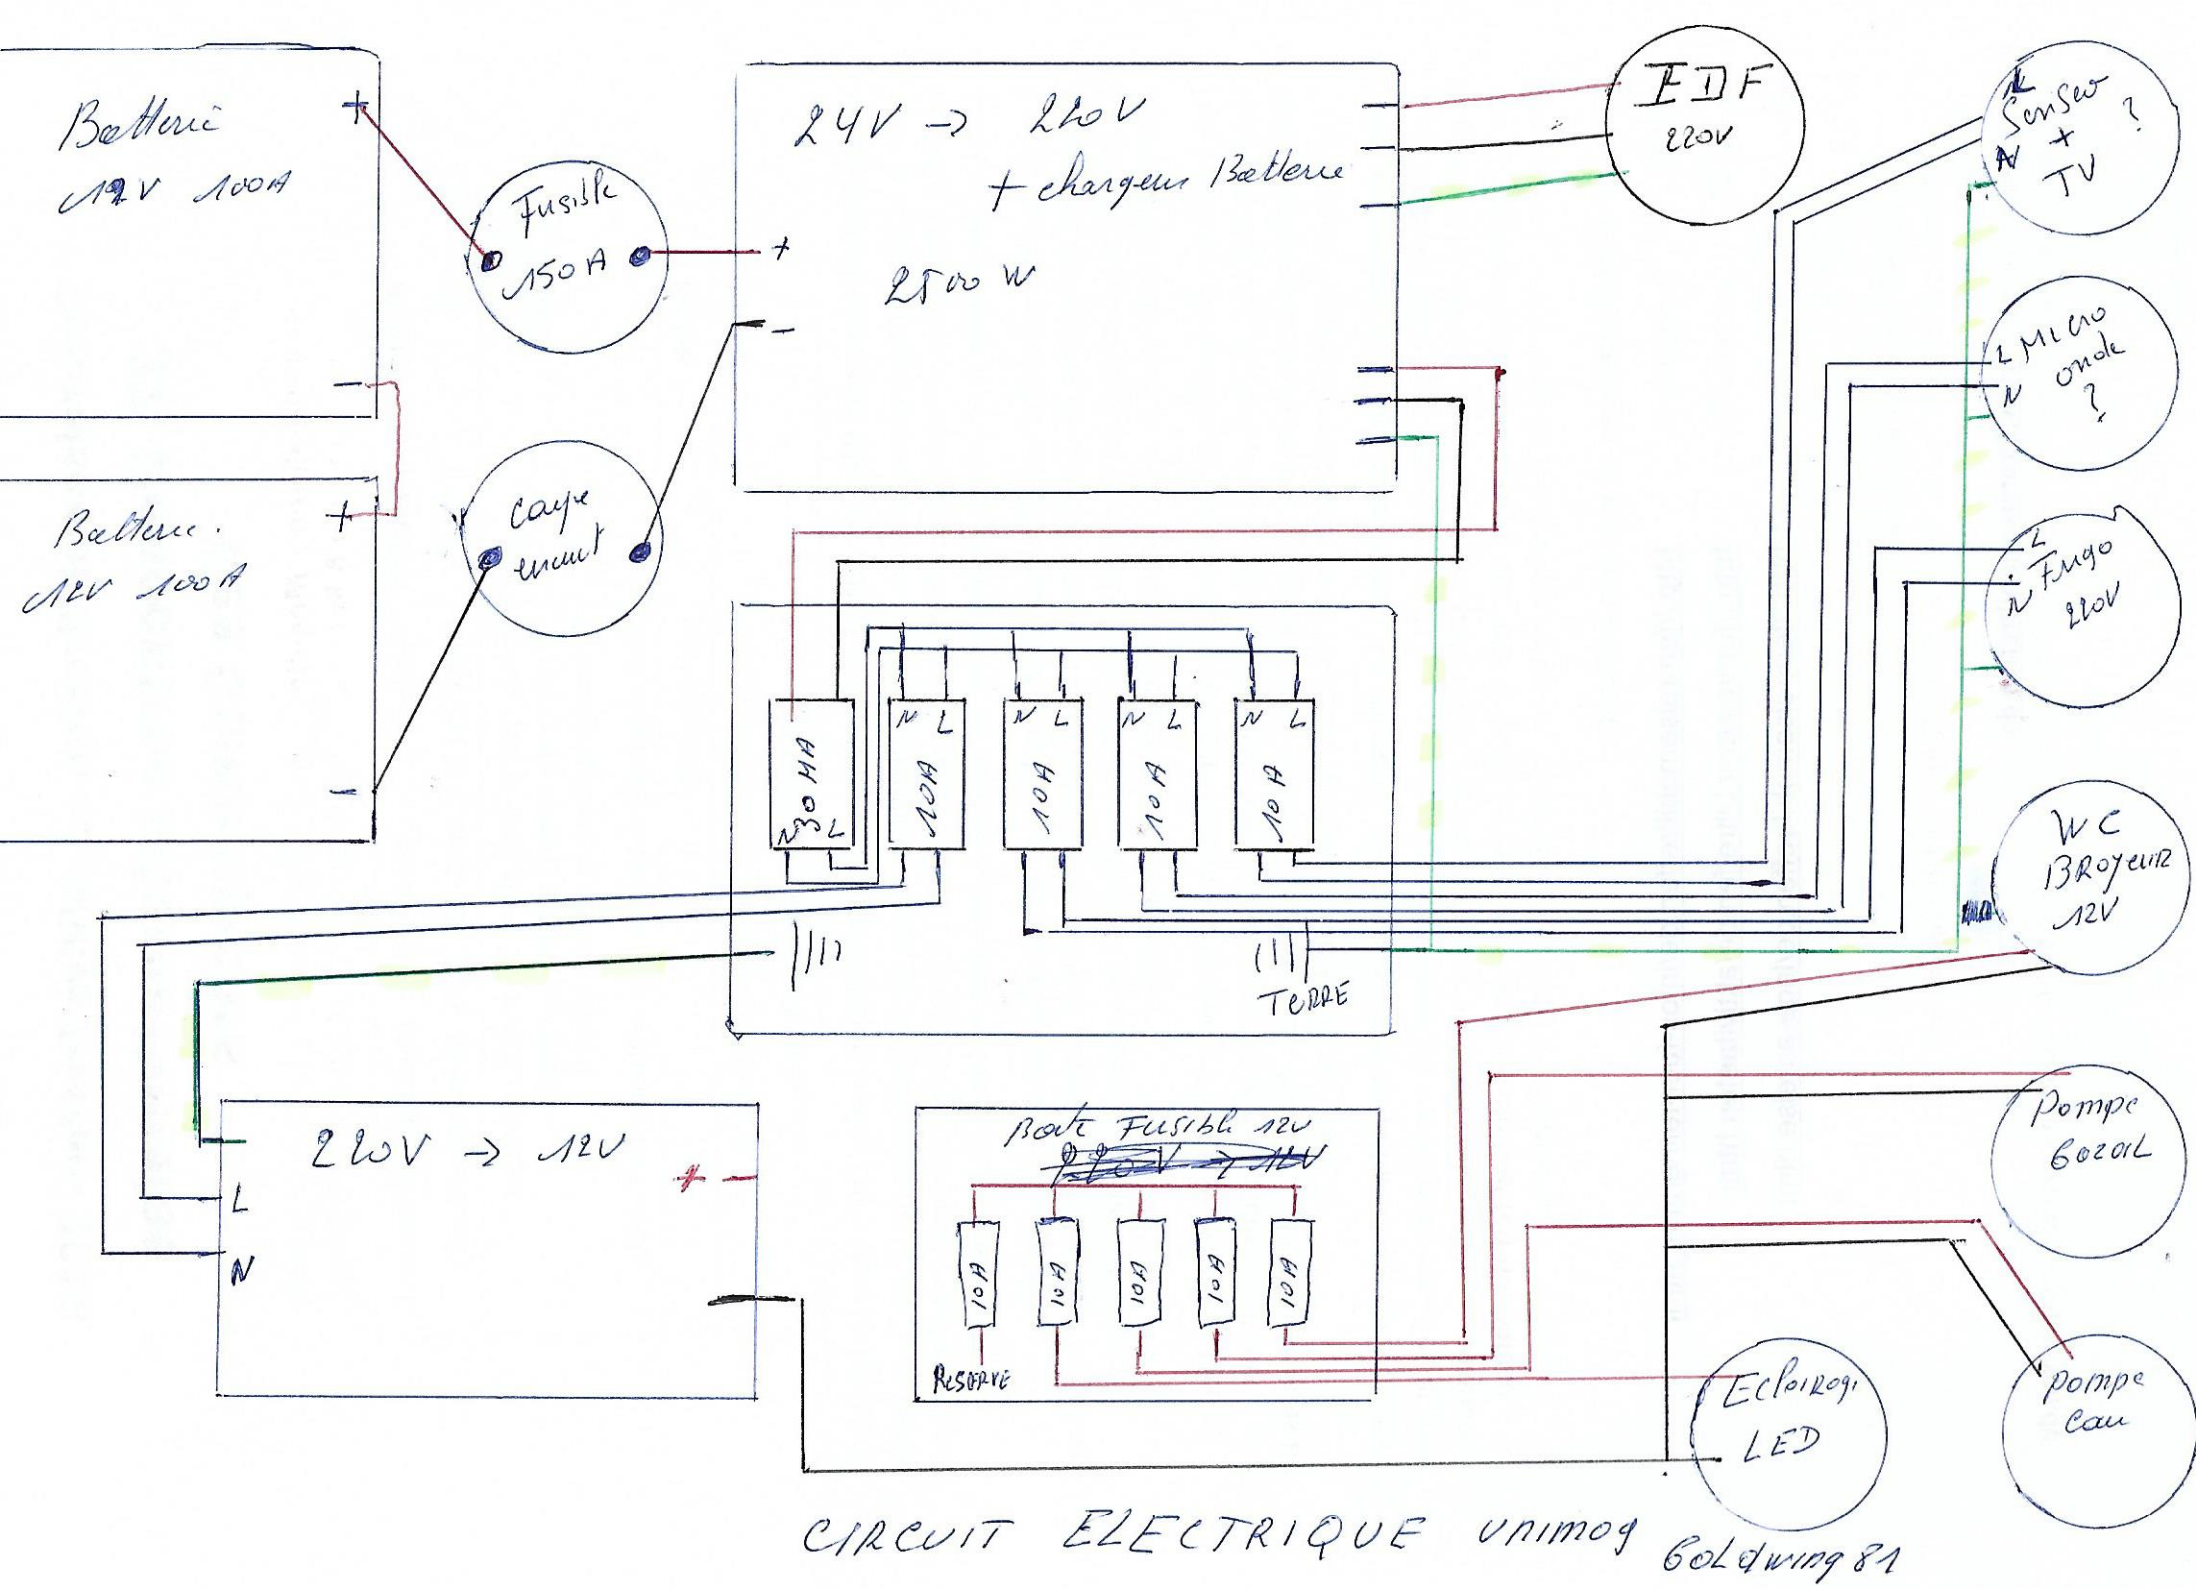 Batterie
12V 100A
+
-
Batterie.
12V 100A
+
-
Fusible
150A
Coupe
24V → 220V
+ chargeur Batterie
2500 W
+
-
EDF
220V
L
Senseo
+
N
TV
?
L Micro
onde
N
?
L
Frigo
N
220V
WC
BROyeUR
12V
30 MA
N L
N L
10A
N L
10A
N L
10A
N L
10A
TeRRE
220V → 12V
+ -
L
N
Boite Fusible 12V
220V → 12V
10A
10A
10A
10A
10A
ReSeRVE
Pompe
GazoiL
Pompe
eau
Eclairage
LED
CIRCUIT ELECTRIQUE Unimog
GoLdwing 81